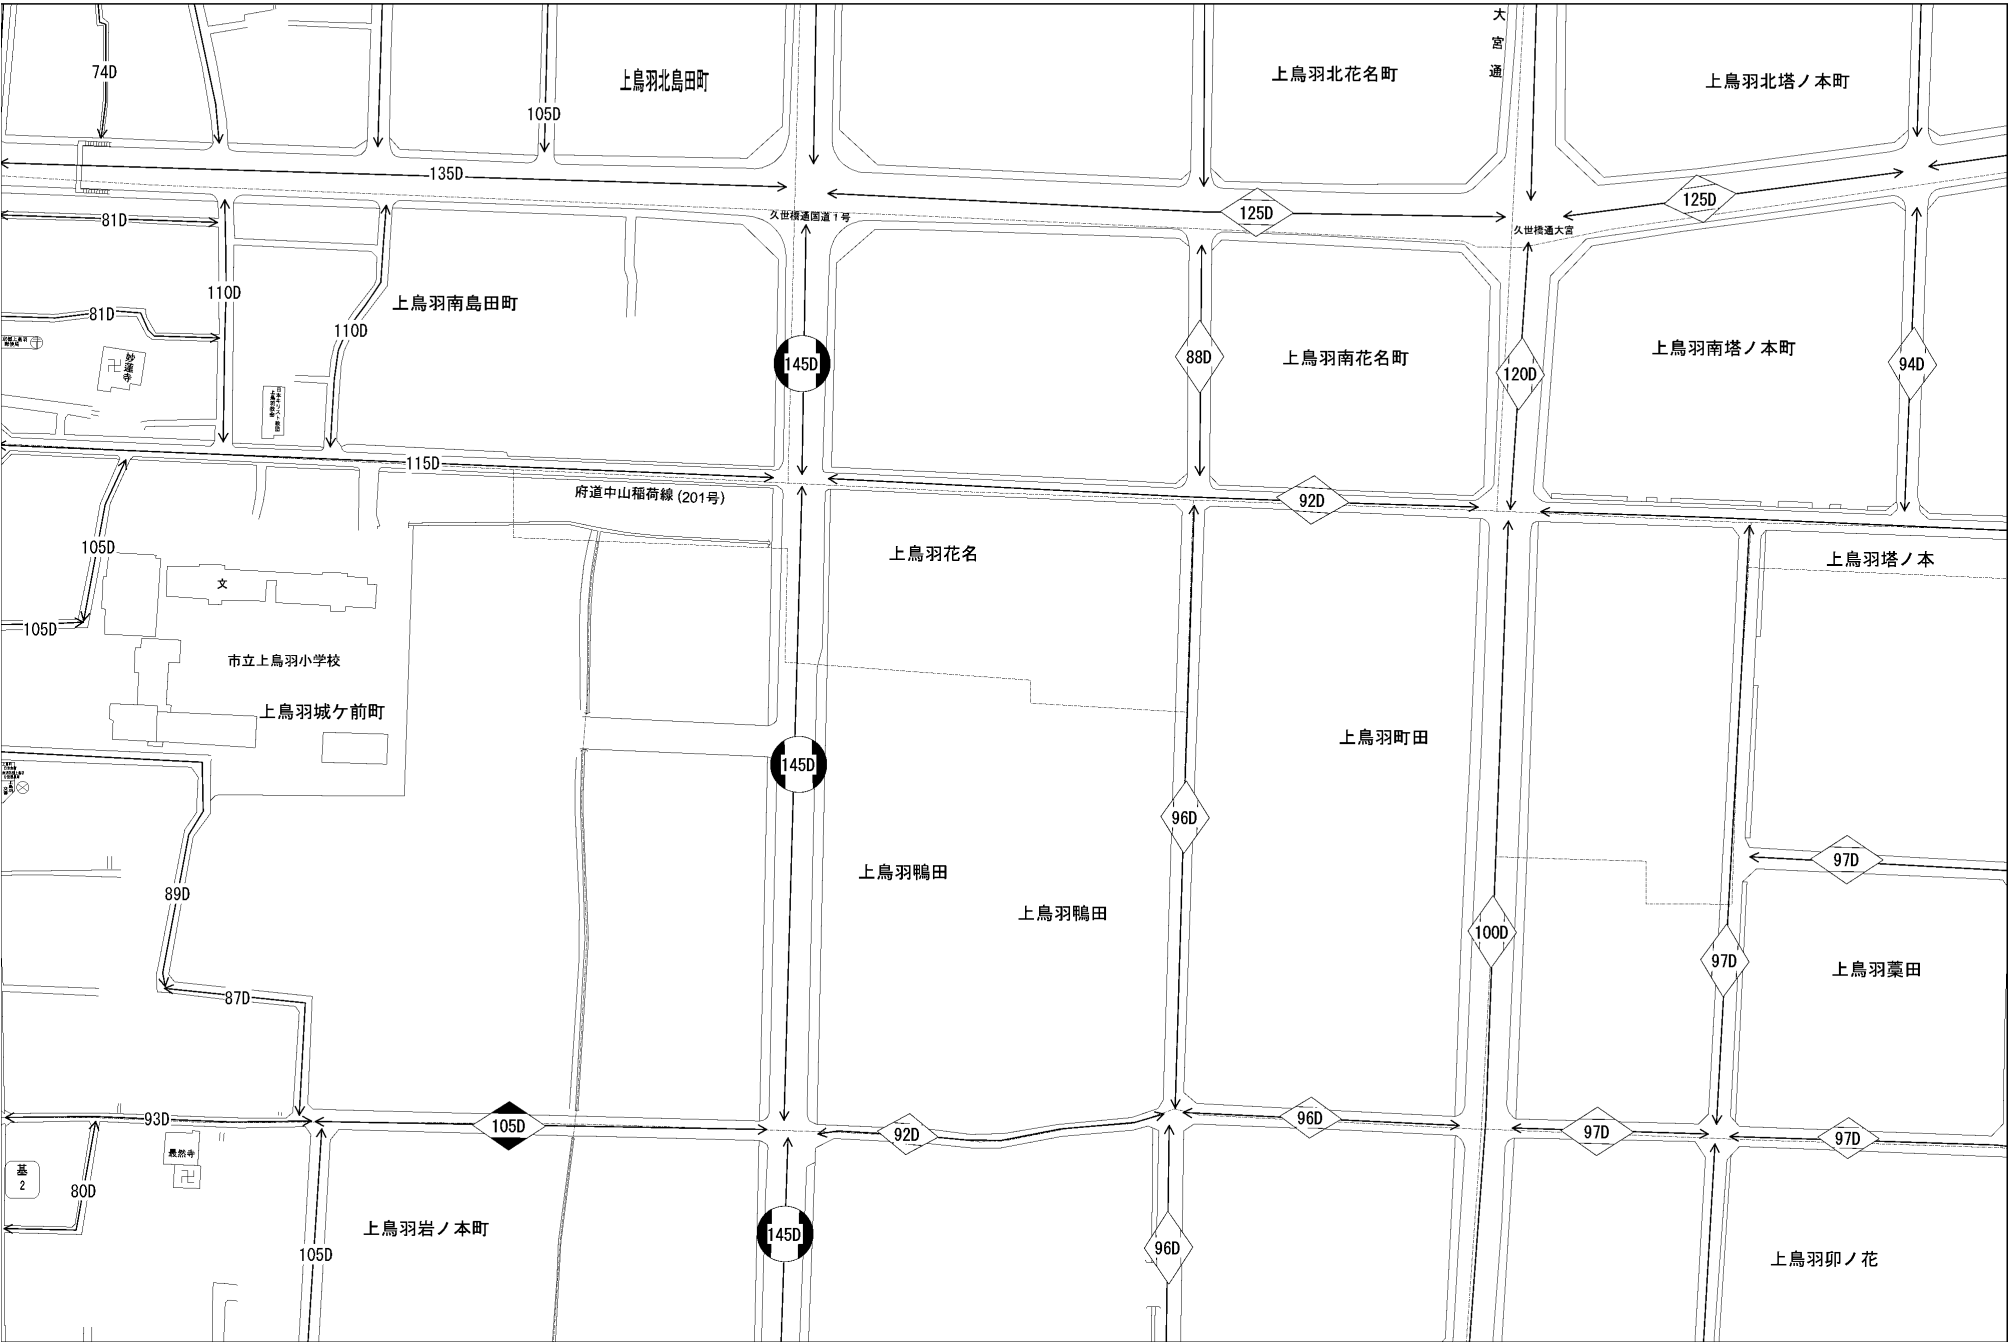 大宮通
74D
上鳥羽北島田町
上鳥羽北花名町
上鳥羽北塔ノ本町
105D
135D
125D
125D
81D
久世橋通国道1号
久世橋通大宮
110D
81D
上鳥羽南島田町
110D
妙蓮寺
145D
88D
上鳥羽南花名町
120D
上鳥羽南塔ノ本町
94D
115D
府道中山稲荷線(201号)
92D
105D
上鳥羽花名
上鳥羽塔ノ本
文
105D
市立上鳥羽小学校
上鳥羽城ケ前町
145D
上鳥羽町田
96D
上鳥羽鴨田
97D
89D
上鳥羽鴨田
100D
97D
上鳥羽藁田
87D
93D
105D
92D
96D
97D
97D
最然寺
墓
2
80D
上鳥羽岩ノ本町
105D
145D
96D
上鳥羽卯ノ花